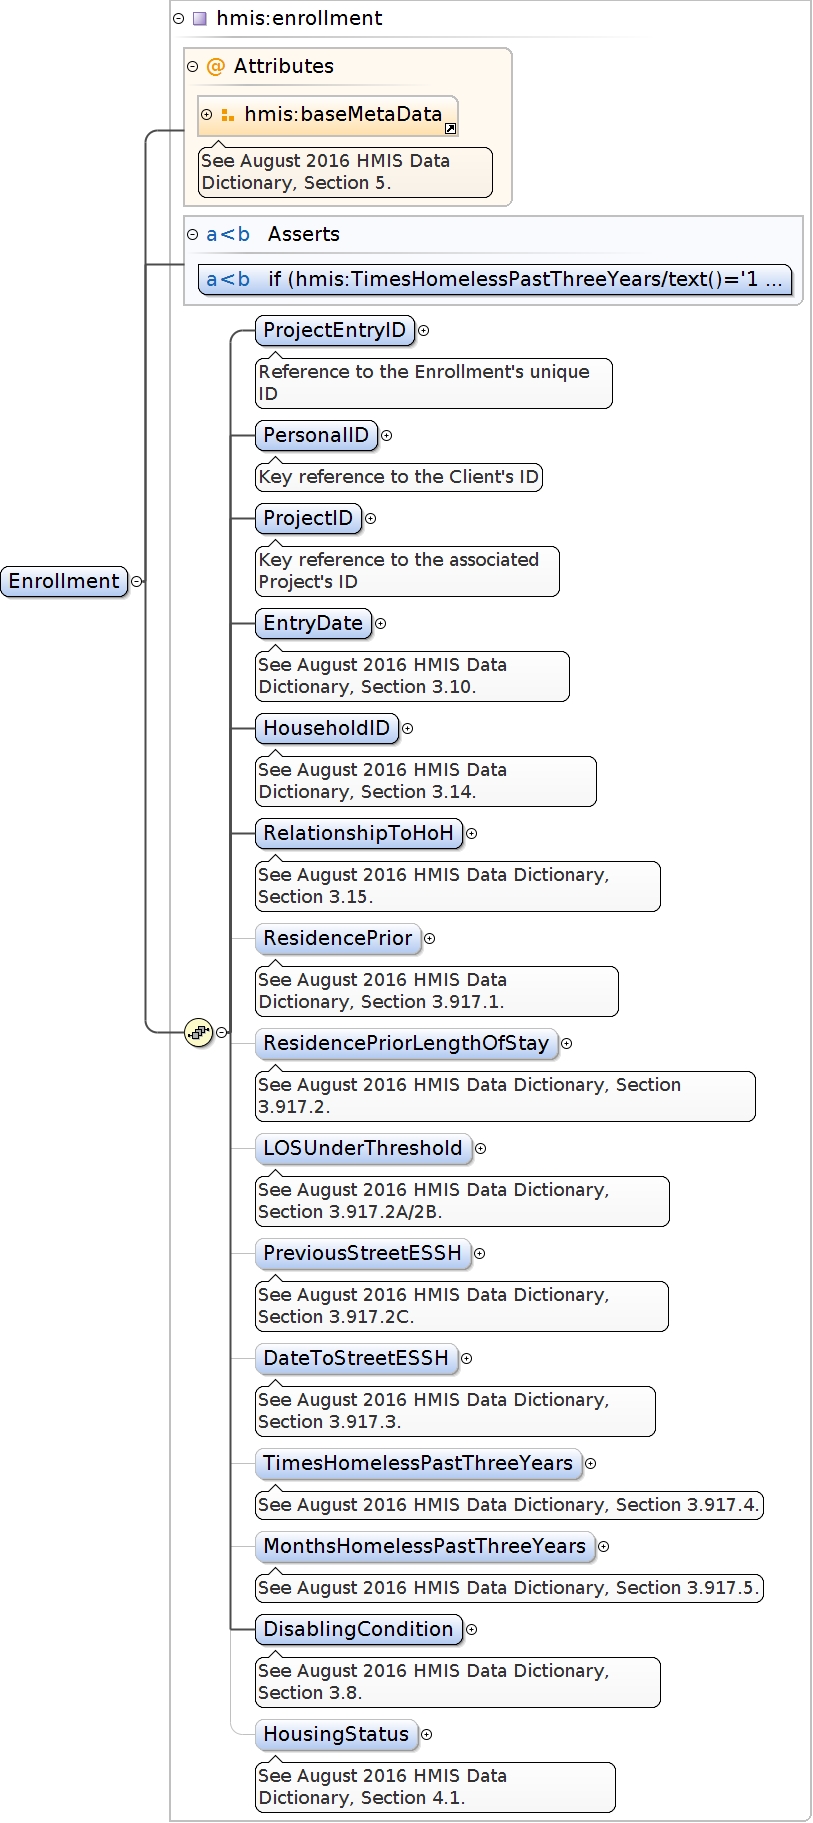 hmis:enrollment
@ Attributes
hmis:baseMetaData
See August 2016 HMIS Data
Dictionary, Section 5.
a<b Asserts
a<b if (hmis:TimesHomelessPastThreeYears/text()='1 ...
ProjectEntryID
Reference to the Enrollment's unique
ID
PersonalID
Key reference to the Client's ID
ProjectID
Key reference to the associated
Project's ID
Enrollment
EntryDate
See August 2016 HMIS Data
Dictionary, Section 3.10.
HouseholdID
See August 2016 HMIS Data
Dictionary, Section 3.14.
RelationshipToHoH
See August 2016 HMIS Data Dictionary,
Section 3.15.
ResidencePrior
See August 2016 HMIS Data
Dictionary, Section 3.917.1.
ResidencePriorLengthOfStay
See August 2016 HMIS Data Dictionary, Section
3.917.2.
LOSUnderThreshold
See August 2016 HMIS Data Dictionary,
Section 3.917.2A/2B.
PreviousStreetESSH
See August 2016 HMIS Data Dictionary,
Section 3.917.2C.
DateToStreetESSH
See August 2016 HMIS Data Dictionary,
Section 3.917.3.
TimesHomelessPastThreeYears
See August 2016 HMIS Data Dictionary, Section 3.917.4.
MonthsHomelessPastThreeYears
See August 2016 HMIS Data Dictionary, Section 3.917.5.
DisablingCondition
See August 2016 HMIS Data Dictionary,
Section 3.8.
HousingStatus
See August 2016 HMIS Data
Dictionary, Section 4.1.